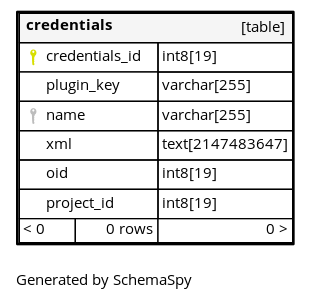 credentials [table]
credentials_id int8[19]
plugin_key varchar[255]
name varchar[255]
xml text[2147483647]
oid int8[19]
project_id int8[19]
< 0 0 rows 0 >
Generated by SchemaSpy